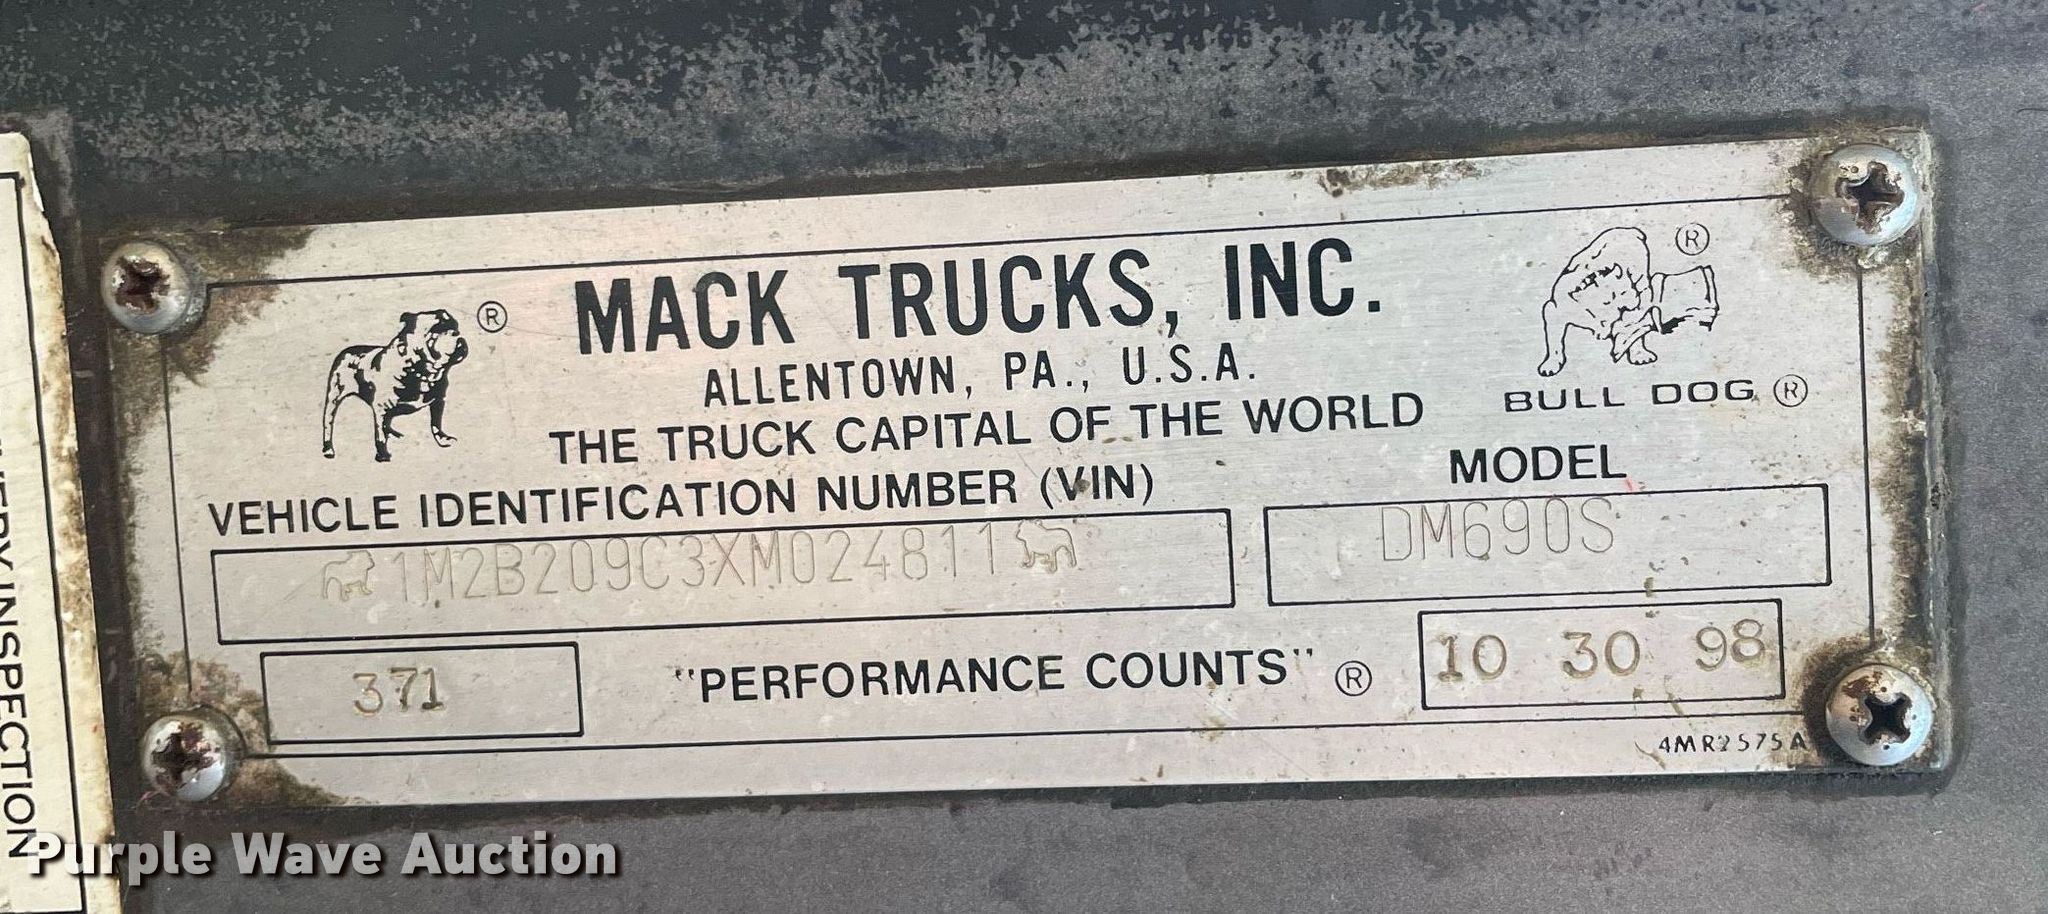 ® MACK TRUCKS, INC. ®
ALLENTOWN, PA., U.S.A.
BULL DOG ®
THE TRUCK CAPITAL OF THE WORLD
VEHICLE IDENTIFICATION NUMBER (VIN) MODEL
1M2B209C3XM024811 DM690S
371 "PERFORMANCE COUNTS" ® 10 30 98
4MR2575A
INSPECTION
Purple Wave Auction